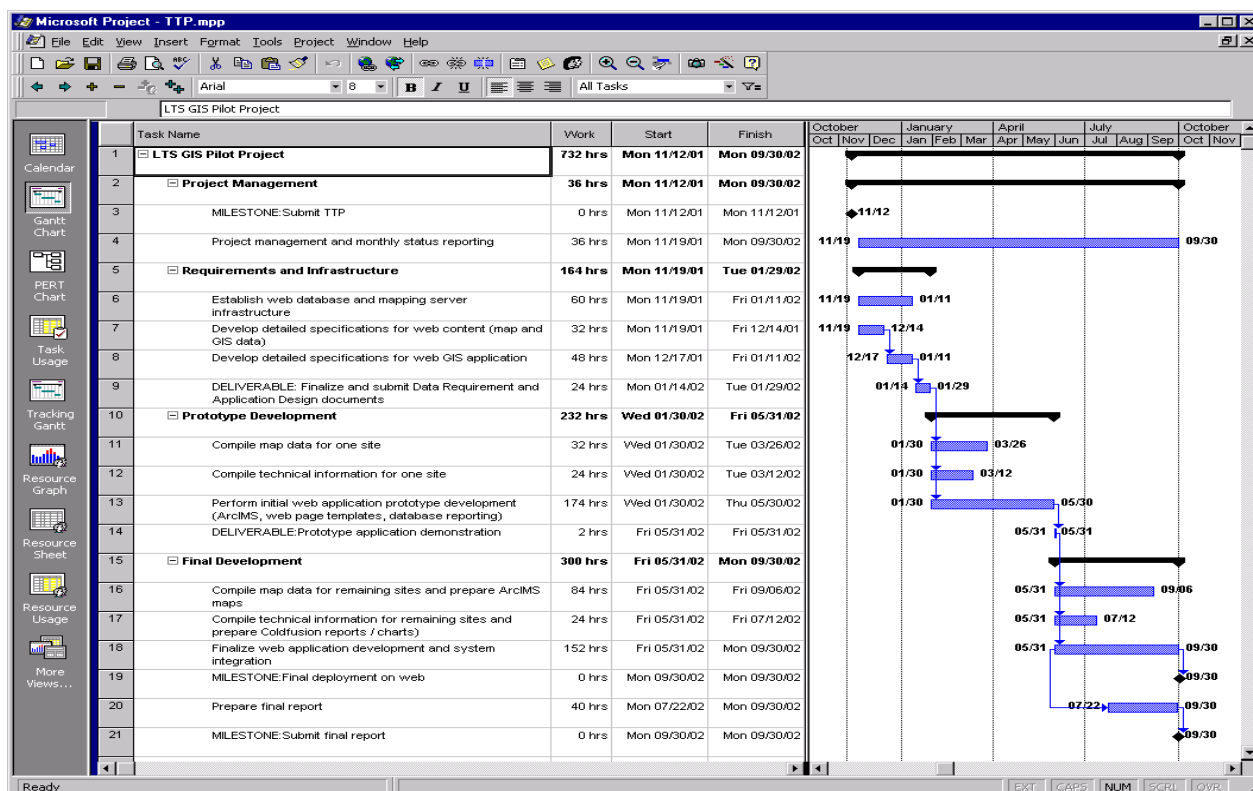 Microsoft Project - TTP.mpp
File Edit View Insert Format Tools Project Window Help
Arial 8 B I U All Tasks
LTS GIS Pilot Project
Calendar
Gantt
Chart
PERT
Chart
Task
Usage
Tracking
Gantt
Resource
Graph
Resource
Sheet
Resource
Usage
More
Views...
Task Name Work Start Finish
October January April July October
Oct Nov Dec Jan Feb Mar Apr May Jun Jul Aug Sep Oct Nov
1 LTS GIS Pilot Project 732 hrs Mon 11/12/01 Mon 09/30/02
2 Project Management 36 hrs Mon 11/12/01 Mon 09/30/02
3 MILESTONE:Submit TTP 0 hrs Mon 11/12/01 Mon 11/12/01 11/12
4 Project management and monthly status reporting 36 hrs Mon 11/19/01 Mon 09/30/02 11/19 09/30
5 Requirements and Infrastructure 164 hrs Mon 11/19/01 Tue 01/29/02
6 Establish web database and mapping server 60 hrs Mon 11/19/01 Fri 01/11/02 11/19 01/11
infrastructure
7 Develop detailed specifications for web content (map and 32 hrs Mon 11/19/01 Fri 12/14/01 11/19 12/14
GIS data)
8 Develop detailed specifications for web GIS application 48 hrs Mon 12/17/01 Fri 01/11/02 12/17 01/11
9 DELIVERABLE: Finalize and submit Data Requirement and 24 hrs Mon 01/14/02 Tue 01/29/02 01/14 01/29
Application Design documents
10 Prototype Development 232 hrs Wed 01/30/02 Fri 05/31/02
11 Compile map data for one site 32 hrs Wed 01/30/02 Tue 03/26/02 01/30 03/26
12 Compile technical information for one site 24 hrs Wed 01/30/02 Tue 03/12/02 01/30 03/12
13 Perform initial web application prototype development 174 hrs Wed 01/30/02 Thu 05/30/02 01/30 05/30
(ArcIMS, web page templates, database reporting)
14 DELIVERABLE:Prototype application demonstration 2 hrs Fri 05/31/02 Fri 05/31/02 05/31 05/31
15 Final Development 300 hrs Fri 05/31/02 Mon 09/30/02
16 Compile map data for remaining sites and prepare ArcIMS 84 hrs Fri 05/31/02 Fri 09/06/02 05/31 09/06
maps
17 Compile technical information for remaining sites and 24 hrs Fri 05/31/02 Fri 07/12/02 05/31 07/12
prepare Coldfusion reports / charts)
18 Finalize web application development and system 152 hrs Fri 05/31/02 Mon 09/30/02 05/31 09/30
integration
19 MILESTONE:Final deployment on web 0 hrs Mon 09/30/02 Mon 09/30/02 09/30
20 Prepare final report 40 hrs Mon 07/22/02 Mon 09/30/02 07/22 09/30
21 MILESTONE:Submit final report 0 hrs Mon 09/30/02 Mon 09/30/02 09/30
Ready EXT CAPS NUM SCRL OVR